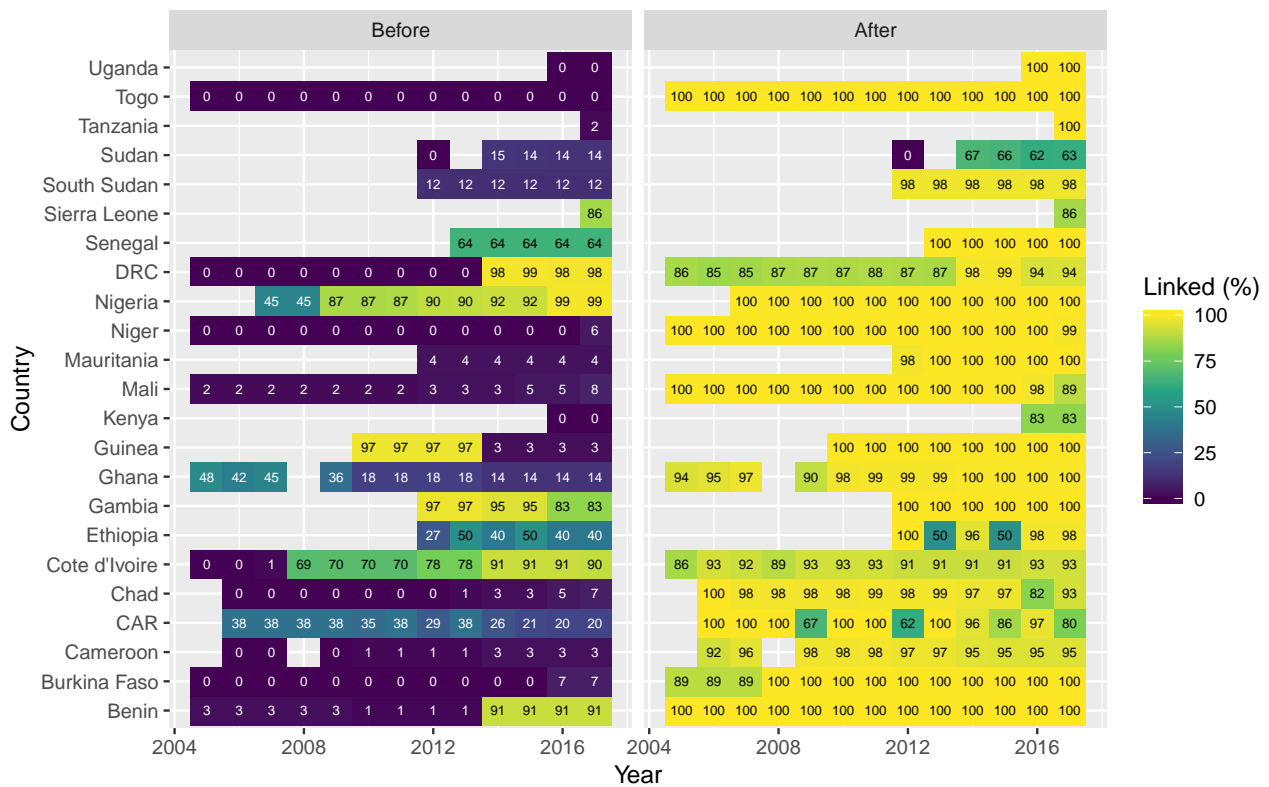 Before After
Uganda 0 0 100 100
Togo 0 0 0 0 0 0 0 0 0 0 0 0 0 100 100 100 100 100 100 100 100 100 100 100 100 100
Tanzania 2 100
Sudan 0 15 14 14 14 0 67 66 62 63
South Sudan 12 12 12 12 12 12 98 98 98 98 98 98
Sierra Leone 86 86
Senegal 64 64 64 64 64 100 100 100 100 100
DRC 0 0 0 0 0 0 0 0 0 98 99 98 98 86 85 85 87 87 87 88 87 87 98 99 94 94
Nigeria 45 45 87 87 87 90 90 92 92 99 99 100 100 100 100 100 100 100 100 100 100 100
Niger 0 0 0 0 0 0 0 0 0 0 0 0 6 100 100 100 100 100 100 100 100 100 100 100 100 99
Mauritania 4 4 4 4 4 4 98 100 100 100 100 100
Mali 2 2 2 2 2 2 2 3 3 3 5 5 8 100 100 100 100 100 100 100 100 100 100 100 98 89
Kenya 0 0 83 83
Guinea 97 97 97 97 3 3 3 3 100 100 100 100 100 100 100 100
Ghana 48 42 45 36 18 18 18 18 14 14 14 14 94 95 97 90 98 99 99 99 100 100 100 100
Gambia 97 97 95 95 83 83 100 100 100 100 100 100
Ethiopia 27 50 40 50 40 40 100 50 96 50 98 98
Cote d'Ivoire 0 0 1 69 70 70 70 78 78 91 91 91 90 86 93 92 89 93 93 93 91 91 91 91 93 93
Chad 0 0 0 0 0 0 0 1 3 3 5 7 100 98 98 98 98 99 98 99 97 97 82 93
CAR 38 38 38 38 35 38 29 38 26 21 20 20 100 100 100 67 100 100 62 100 96 86 97 80
Cameroon 0 0 0 1 1 1 1 3 3 3 3 92 96 98 98 98 97 97 95 95 95 95
Burkina Faso 0 0 0 0 0 0 0 0 0 0 0 7 7 89 89 89 100 100 100 100 100 100 100 100 100 100
Benin 3 3 3 3 3 1 1 1 1 91 91 91 91 100 100 100 100 100 100 100 100 100 100 100 100 100
2004 2008 2012 2016 2004 2008 2012 2016
Year
Country
Linked (%)
100
75
50
25
0